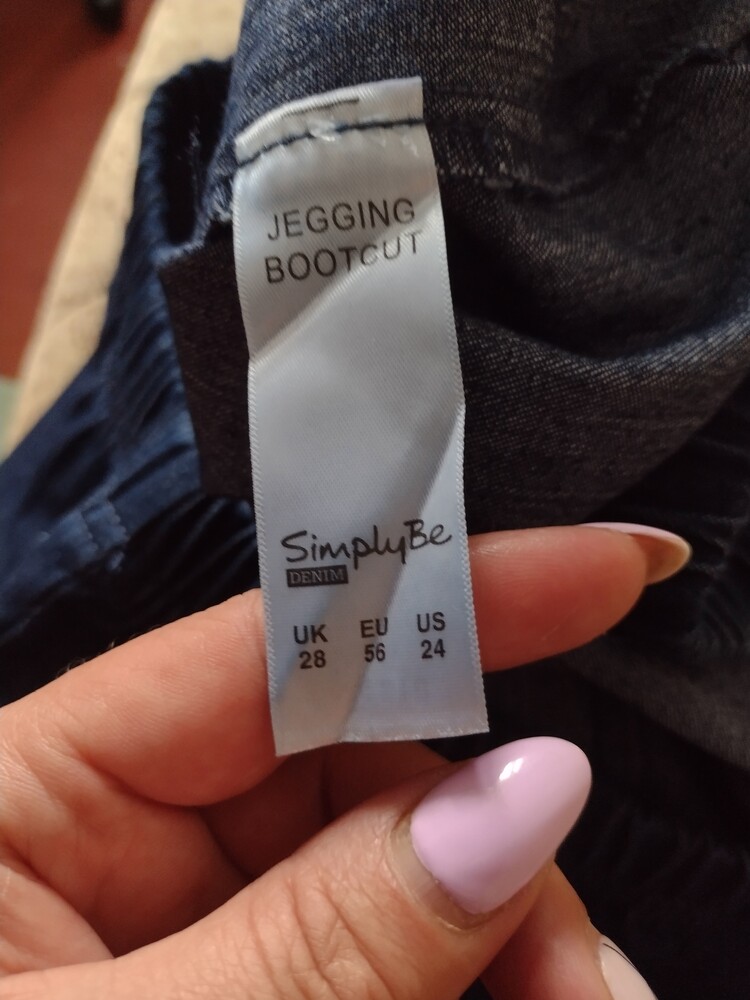 JEGGING
BOOTCUT
SimplyBe
DENIM
UK EU US
28 56 24